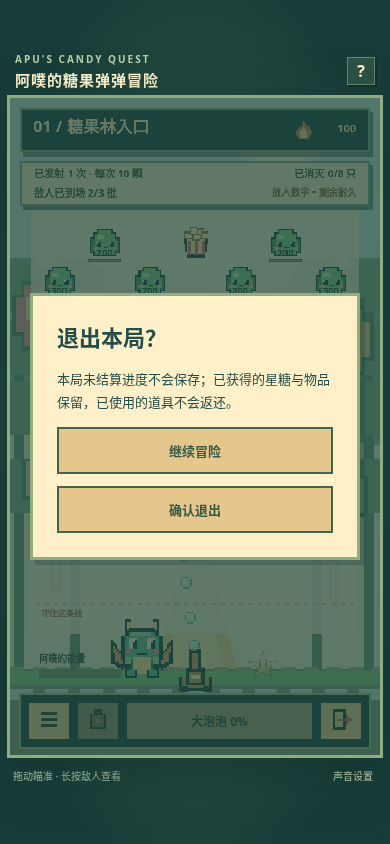 APU'S CANDY QUEST
阿噗的糖果弹弹冒险
?
01 / 糖果林入口
100
已发射 1 次 · 每次 10 颗
已消灭 0/8 只
敌人已到场 2/3 批
敌人数字 = 剩余耐久
200
200
300
200
200
300
退出本局？
本局未结算进度不会保存；已获得的星糖与物品
保留，已使用的道具不会返还。
继续冒险
确认退出
守住这条线
阿噗的能量
大泡泡 0%
拖动瞄准 · 长按敌人查看
声音设置